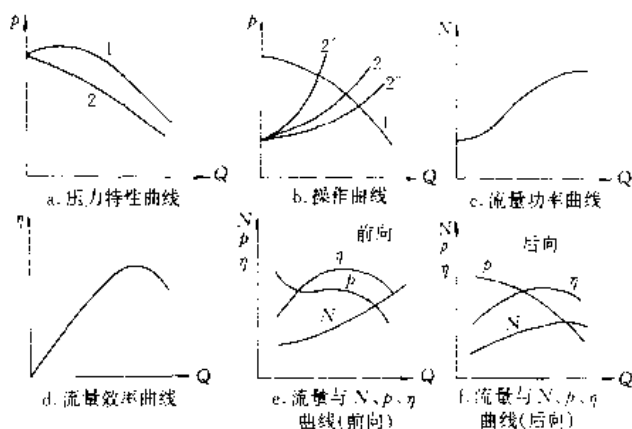 p
1
2
Q
a. 压力特性曲线
p
2′
2
2″
1
Q
b. 操作曲线
N
Q
c. 流量功率曲线
η
Q
d. 流量效率曲线
N
p
η
前向
η
p
N
Q
e. 流量与 N、p、η
曲线(前向)
N
p
η
后向
p
η
N
Q
f. 流量与 N、p、η
曲线(后向)